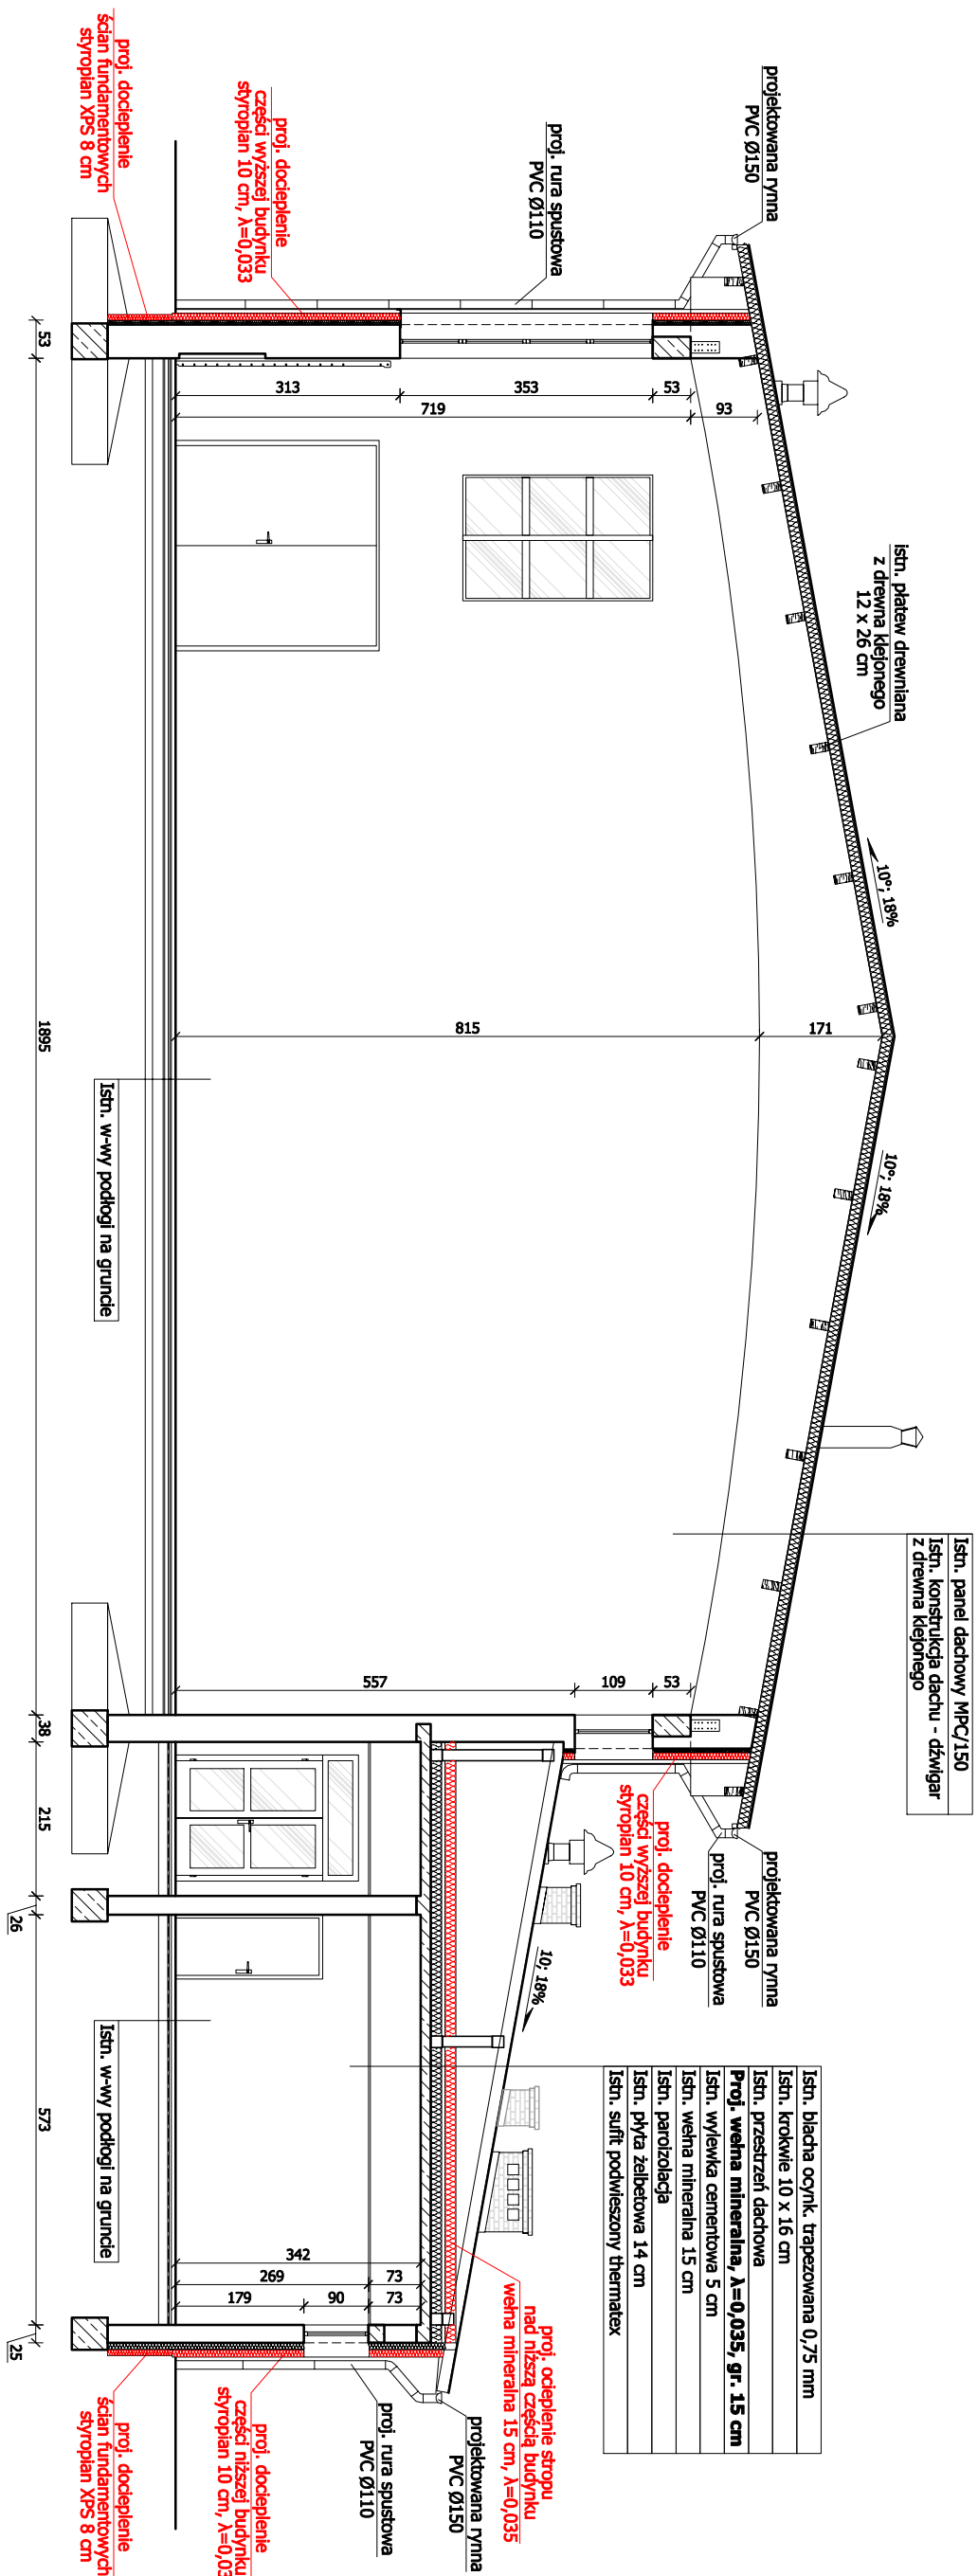 projektowana rynna
PVC Ø150
proj. rura spustowa
PVC Ø110
proj. docieplenie
części wyższej budynku
styropian 10 cm, λ=0,033
proj. docieplenie
ścian fundamentowych
styropian XPS 8 cm
istn. płatew drewniana
z drewna klejonego
12 x 26 cm
10°; 18%
10°; 18%
Istn. panel dachowy MPC/150
Istn. konstrukcja dachu - dźwigar
z drewna klejonego
93
53
353
313
719
171
815
53
109
557
Istn. w-wy podłogi na gruncie
projektowana rynna
PVC Ø150
proj. rura spustowa
PVC Ø110
proj. docieplenie
części wyższej budynku
styropian 10 cm, λ=0,033
10; 18%
Istn. blacha ocynk. trapezowana 0,75 mm
Istn. krokwie 10 x 16 cm
Istn. przestrzeń dachowa
Proj. wełna mineralna, λ=0,035, gr. 15 cm
Istn. wylewka cementowa 5 cm
Istn. wełna mineralna 15 cm
Istn. paroizolacja
Istn. płyta żelbetowa 14 cm
Istn. sufit podwieszony thermatex
proj. ocieplenie stropu
nad niższą częścią budynku
wełna mineralna 15 cm, λ=0,035
projektowana rynna
PVC Ø150
proj. rura spustowa
PVC Ø110
proj. docieplenie
części niższej budynku
styropian 10 cm,
proj. docieplenie
ścian fundamentowych
styropian XPS 8 cm
342
269
73
179
90
73
Istn. w-wy podłogi na gruncie
53
1895
38
215
26
573
25